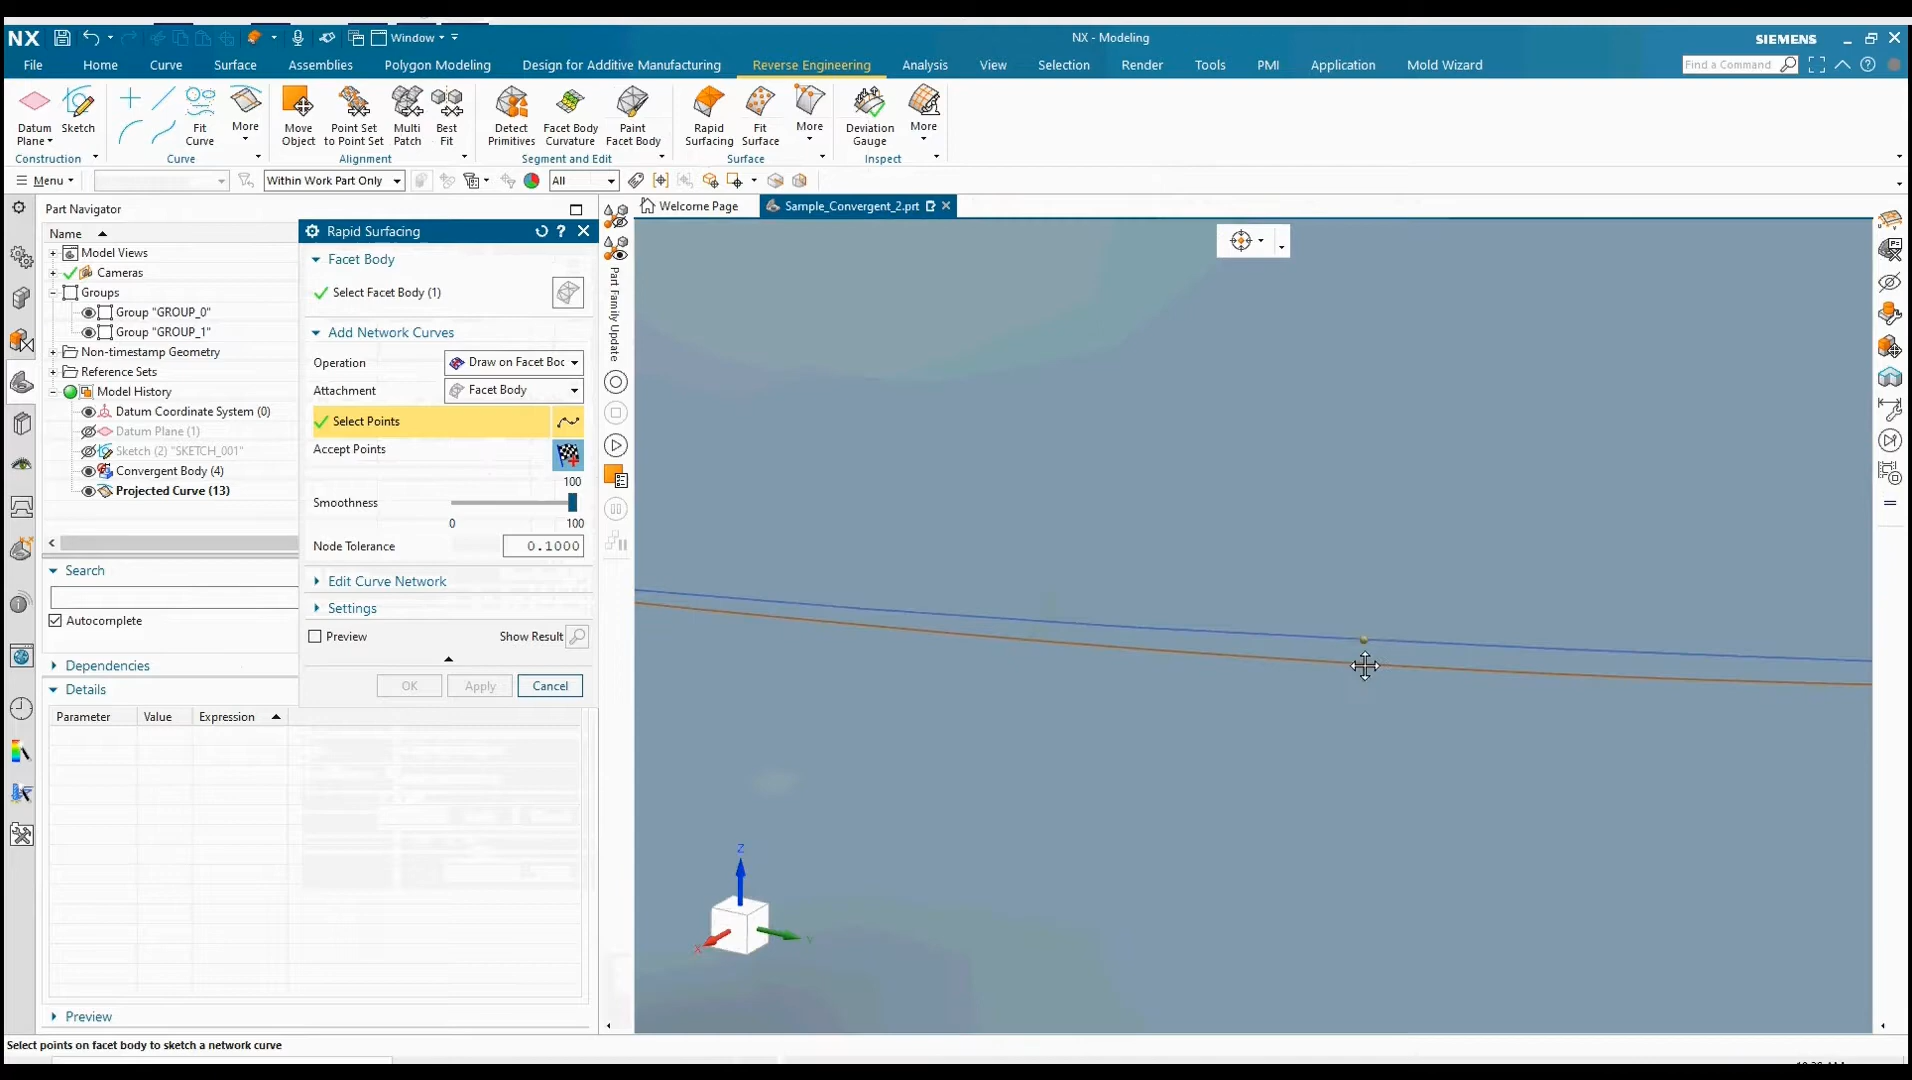 NX
Window
NX - Modeling
SIEMENS
File
Home
Curve
Surface
Assemblies
Polygon Modeling
Design for Additive Manufacturing
Reverse Engineering
Analysis
View
Selection
Render
Tools
PMI
Application
Mold Wizard
Find a Command
Datum
Plane
Sketch
Fit
Curve
More
Move
Object
Point Set
to Point Set
Multi
Patch
Best
Fit
Detect
Primitives
Facet Body
Curvature
Paint
Facet Body
Rapid
Surfacing
Fit
Surface
More
Deviation
Gauge
More
Construction
Curve
Alignment
Segment and Edit
Surface
Inspect
Menu
Within Work Part Only
All
Part Navigator
Welcome Page
Sample_Convergent_2.prt
Name
Model Views
Cameras
Groups
Group "GROUP_0"
Group "GROUP_1"
Non-timestamp Geometry
Reference Sets
Model History
Datum Coordinate System (0)
Datum Plane (1)
Sketch (2) "SKETCH_001"
Convergent Body (4)
Projected Curve (13)
Search
Autocomplete
Dependencies
Details
Parameter
Value
Expression
Preview
Rapid Surfacing
Facet Body
Select Facet Body (1)
Add Network Curves
Operation
Draw on Facet Boc
Attachment
Facet Body
Select Points
Accept Points
100
Smoothness
0
100
Node Tolerance
0.1000
Edit Curve Network
Settings
Preview
Show Result
OK
Apply
Cancel
Part Family Update
Z
X
Y
Select points on facet body to sketch a network curve